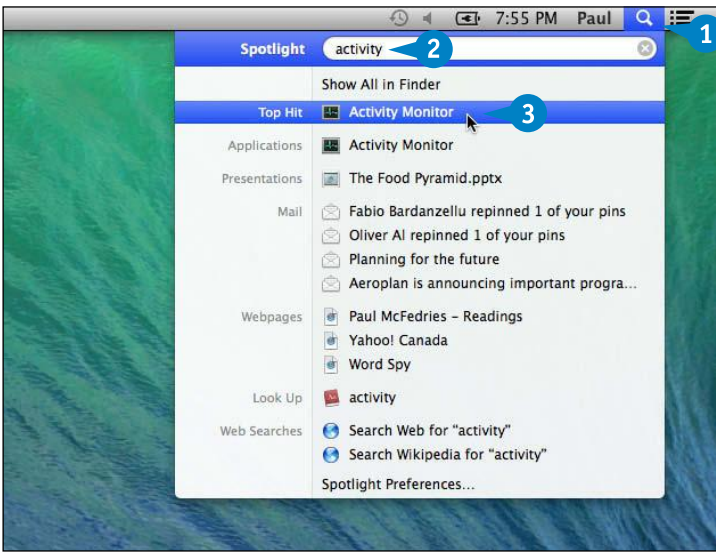 7:55 PM Paul
1
Spotlight activity 2
Show All in Finder
Top Hit Activity Monitor 3
Applications Activity Monitor
Presentations The Food Pyramid.pptx
Mail Fabio Bardanzellu repinned 1 of your pins
Oliver Al repinned 1 of your pins
Planning for the future
Aeroplan is announcing important progra...
Webpages Paul McFedries – Readings
Yahoo! Canada
Word Spy
Look Up activity
Web Searches Search Web for “activity”
Search Wikipedia for “activity”
Spotlight Preferences...